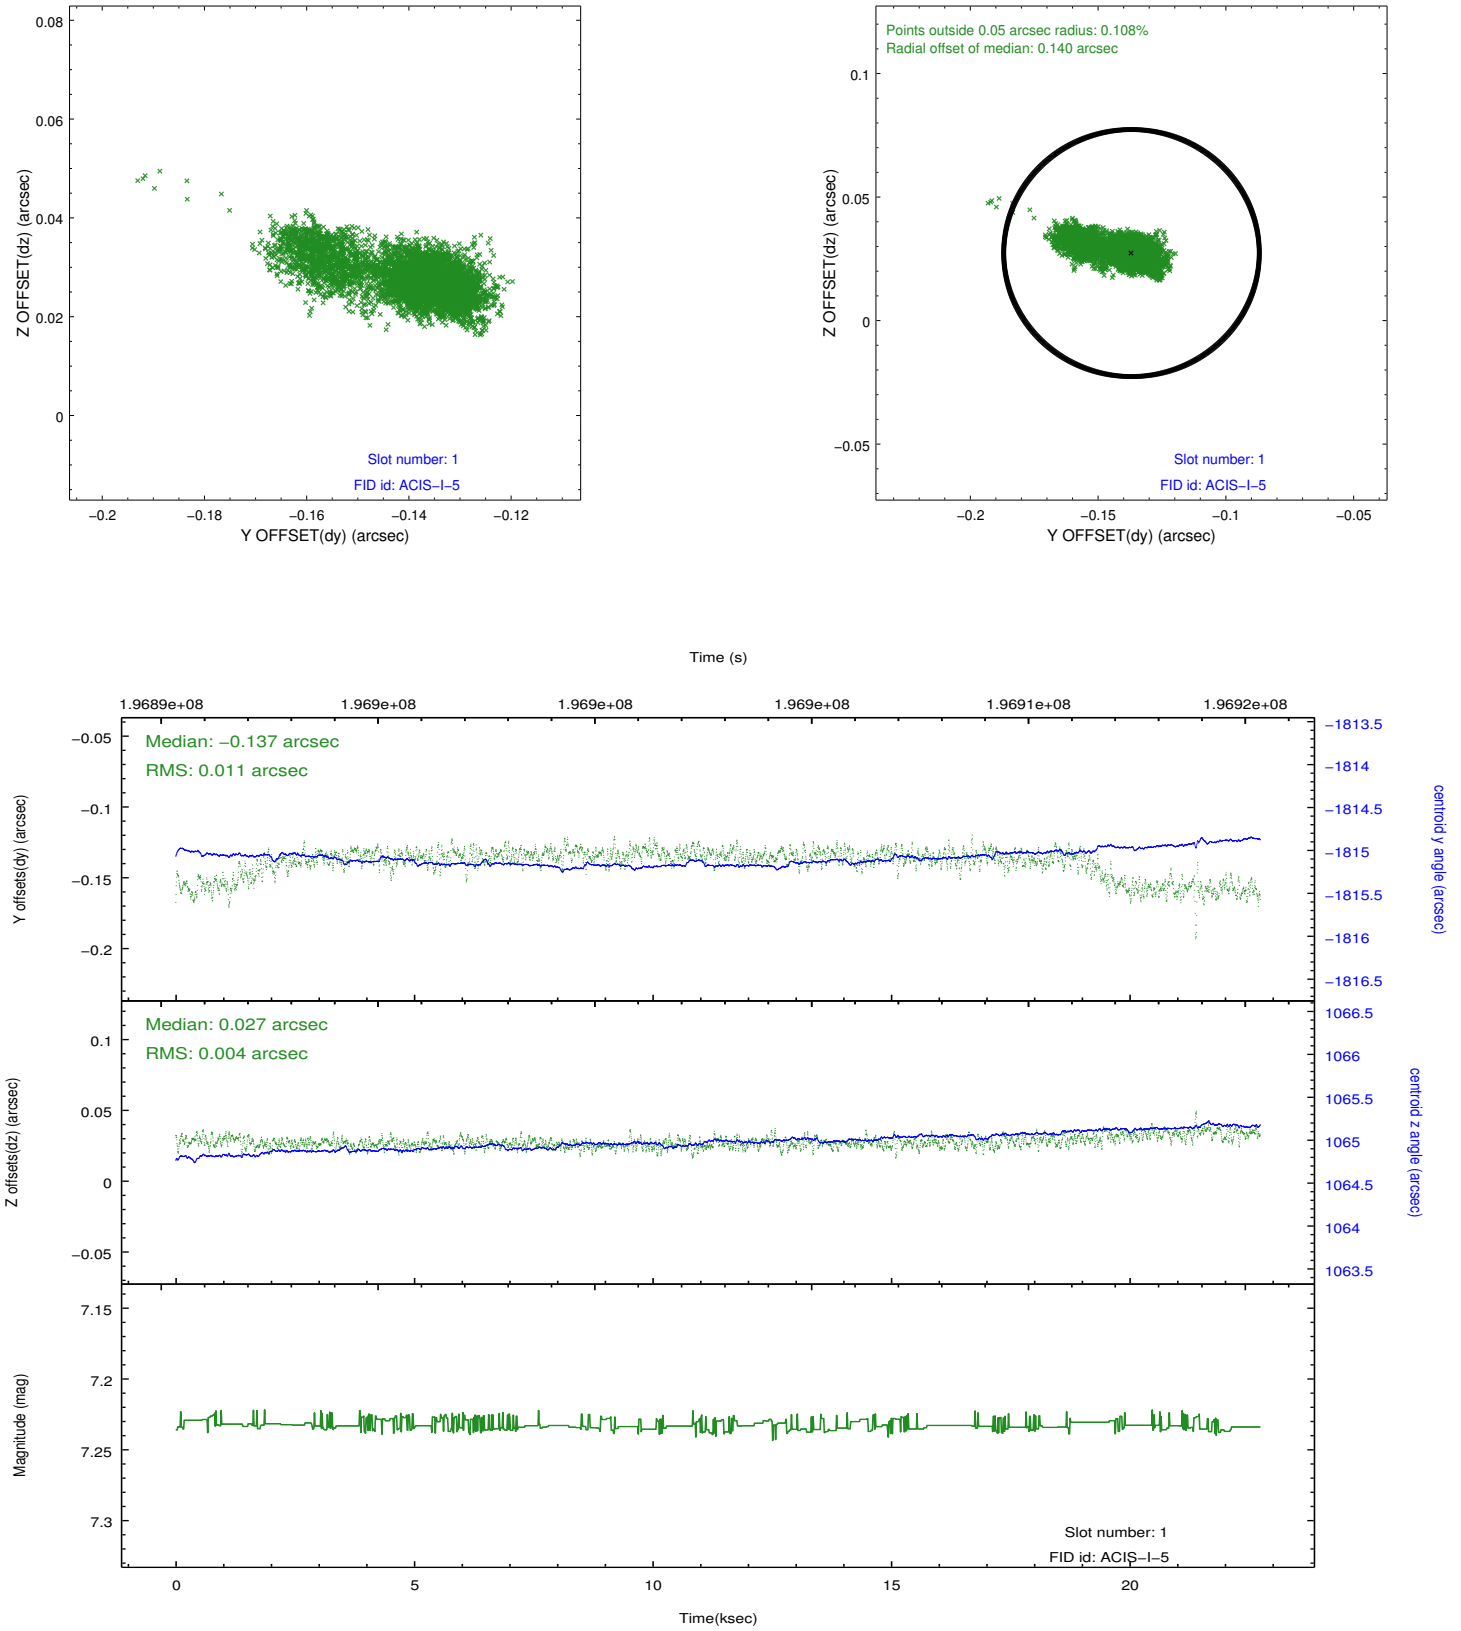 0.08
0.06
0.04
0.02
0
Z OFFSET(dz) (arcsec)
Slot number: 1
FID id: ACIS−I−5
−0.2 −0.18 −0.16 −0.14 −0.12
Y OFFSET(dy) (arcsec)
Points outside 0.05 arcsec radius: 0.108%
Radial offset of median: 0.140 arcsec
0.1
0.05
0
−0.05
Z OFFSET(dz) (arcsec)
Slot number: 1
FID id: ACIS−I−5
−0.2 −0.15 −0.1 −0.05
Y OFFSET(dy) (arcsec)
Time (s)
1.9689e+08 1.969e+08 1.969e+08 1.969e+08 1.9691e+08 1.9692e+08
Median: −0.137 arcsec
RMS: 0.011 arcsec
−0.05
−0.1
−0.15
−0.2
Y offsets(dy) (arcsec)
−1813.5
−1814
−1814.5
−1815
−1815.5
−1816
−1816.5
centroid y angle (arcsec)
Median: 0.027 arcsec
RMS: 0.004 arcsec
0.1
0.05
0
−0.05
Z offsets(dz) (arcsec)
1066.5
1066
1065.5
1065
1064.5
1064
1063.5
centroid z angle (arcsec)
7.15
7.2
7.25
7.3
Magnitude (mag)
Slot number: 1
FID id: ACIS−I−5
0 5 10 15 20
Time(ksec)